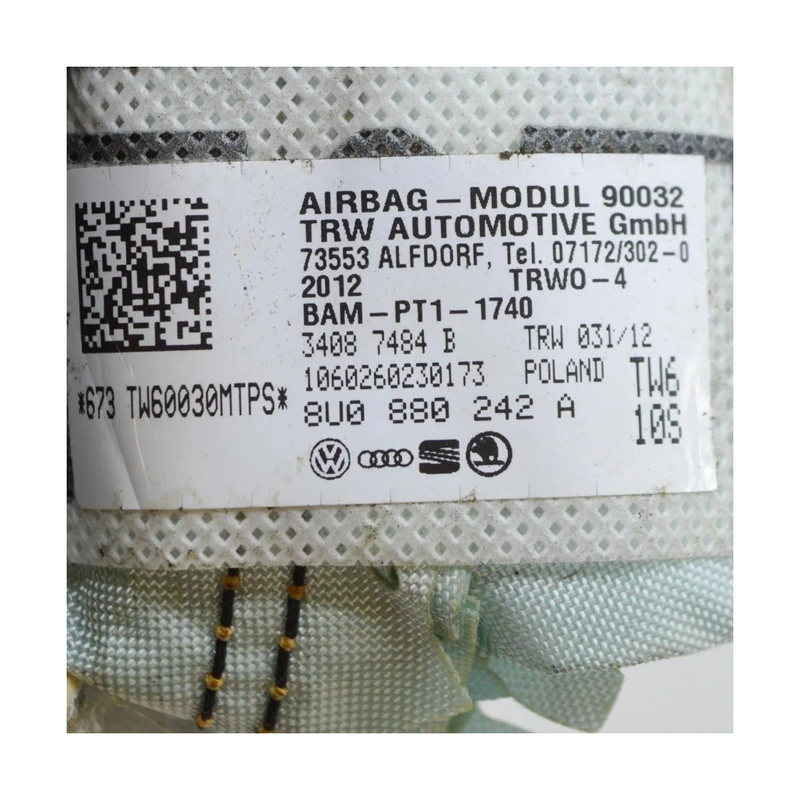 AIRBAG – MODUL 90032
TRW AUTOMOTIVE GmbH
73553 ALFDORF, Tel. 07172/302-0
2012 TRWO-4
BAM-PT1-1740
3408 7484 B TRW 031/12
1060260230173 POLAND TW6
*673 TW60030MTPS* 8U0 880 242 A 10S